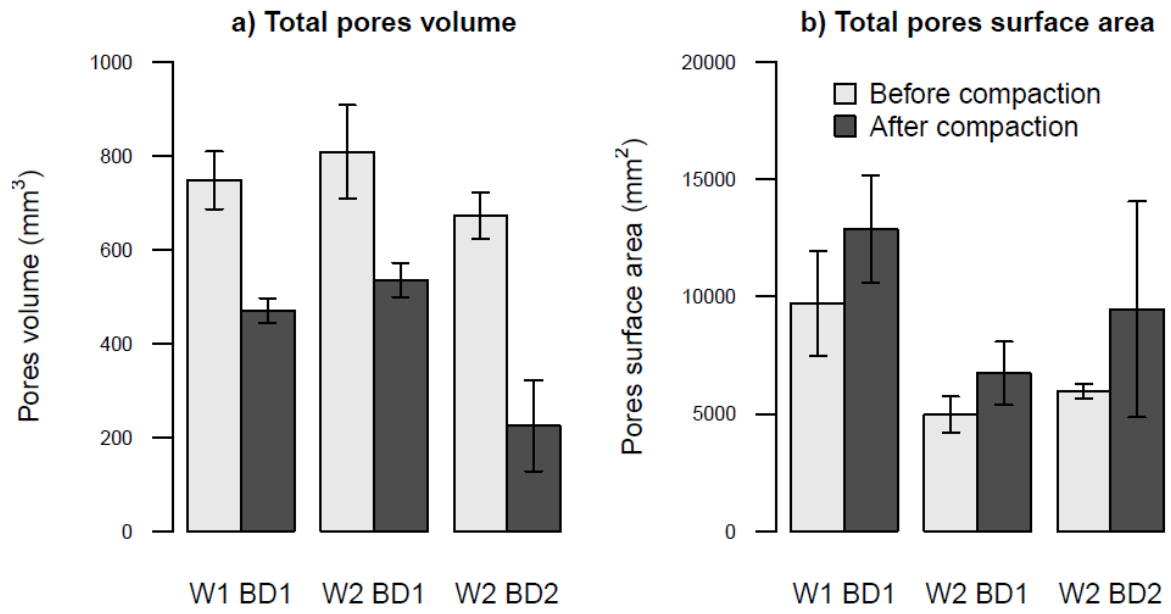 a) Total pores volume
Pores volume (mm³)
1000
800
600
400
200
0
W1 BD1 W2 BD1 W2 BD2
b) Total pores surface area
Pores surface area (mm²)
20000
15000
10000
5000
0
Before compaction
After compaction
W1 BD1 W2 BD1 W2 BD2